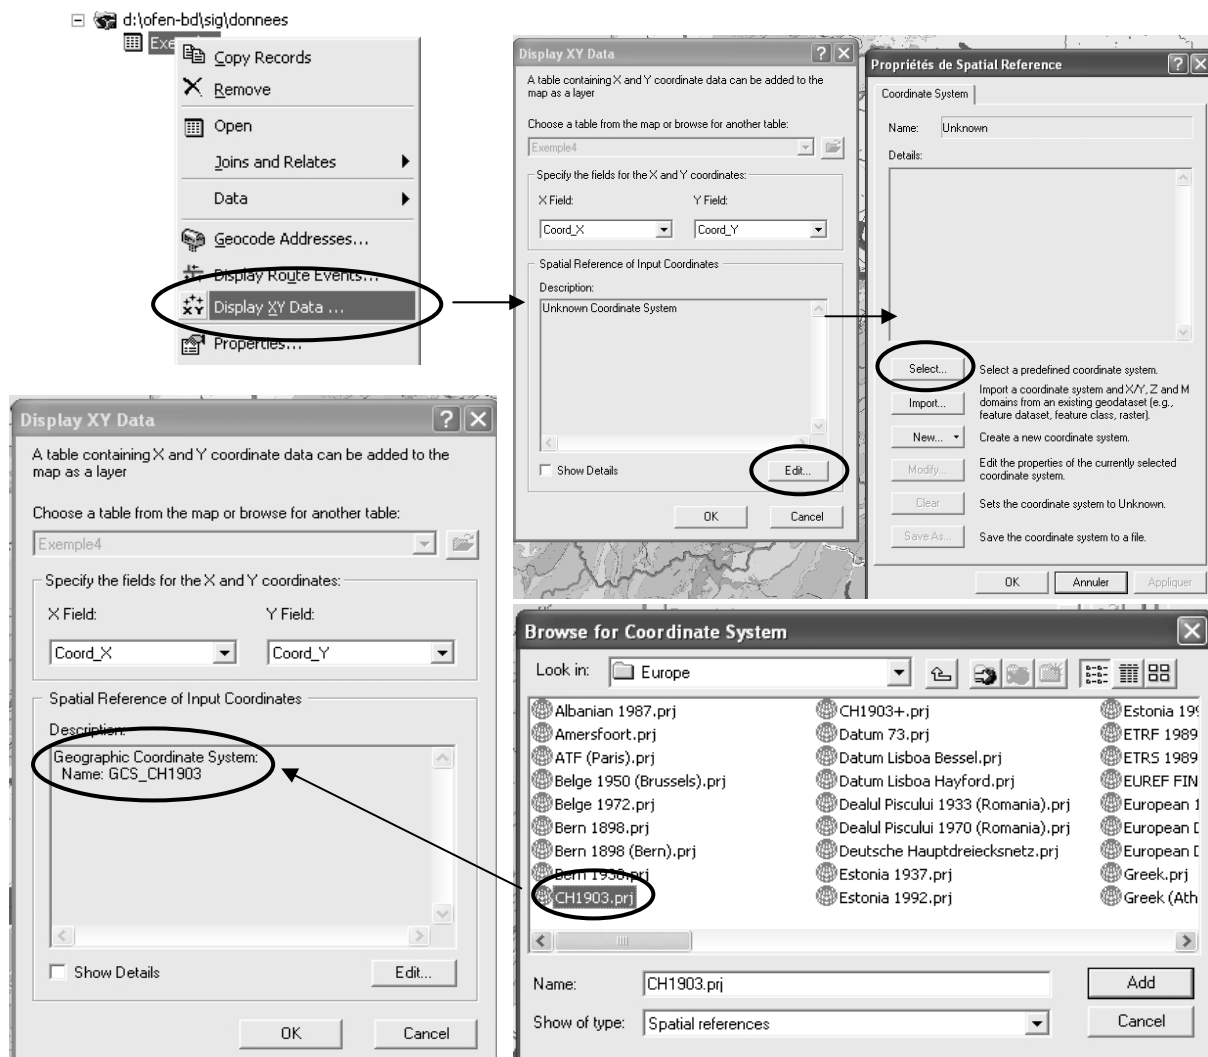 d:\ofen-bd\sig\donnees
Copy Records
Remove
Open
Joins and Relates
Data
Geocode Addresses...
Display Route Events...
Display XY Data ...
Properties...
Display XY Data
A table containing X and Y coordinate data can be added to the
map as a layer
Choose a table from the map or browse for another table:
Exemple4
Specify the fields for the X and Y coordinates:
X Field:
Y Field:
Coord_X
Coord_Y
Spatial Reference of Input Coordinates
Description:
Unknown Coordinate System
Show Details
Edit...
OK
Cancel
Propriétés de Spatial Reference
Coordinate System
Name:
Unknown
Details:
Select...
Select a predefined coordinate system.
Import...
Import a coordinate system and X/Y, Z and M
domains from an existing geodataset (e.g.,
feature dataset, feature class, raster).
New...
Create a new coordinate system.
Modify...
Edit the properties of the currently selected
coordinate system.
Clear
Sets the coordinate system to Unknown.
Save As...
Save the coordinate system to a file.
OK
Annuler
Appliquer
Display XY Data
A table containing X and Y coordinate data can be added to the
map as a layer
Choose a table from the map or browse for another table:
Exemple4
Specify the fields for the X and Y coordinates:
X Field:
Y Field:
Coord_X
Coord_Y
Spatial Reference of Input Coordinates
Description:
Geographic Coordinate System:
Name: GCS_CH1903
Show Details
Edit...
OK
Cancel
Browse for Coordinate System
Look in:
Europe
Albanian 1987.prj
Amersfoort.prj
ATF (Paris).prj
Belge 1950 (Brussels).prj
Belge 1972.prj
Bern 1898.prj
Bern 1898 (Bern).prj
Bern 1938.prj
CH1903.prj
CH1903+.prj
Datum 73.prj
Datum Lisboa Bessel.prj
Datum Lisboa Hayford.prj
Dealul Piscului 1933 (Romania).prj
Dealul Piscului 1970 (Romania).prj
Deutsche Hauptdreiecksnetz.prj
Estonia 1937.prj
Estonia 1992.prj
Estonia 199
ETRF 1989
ETRS 1989
EUREF FIN
European 1
European D
European D
Greek.prj
Greek (Ath
Name:
CH1903.prj
Add
Show of type:
Spatial references
Cancel